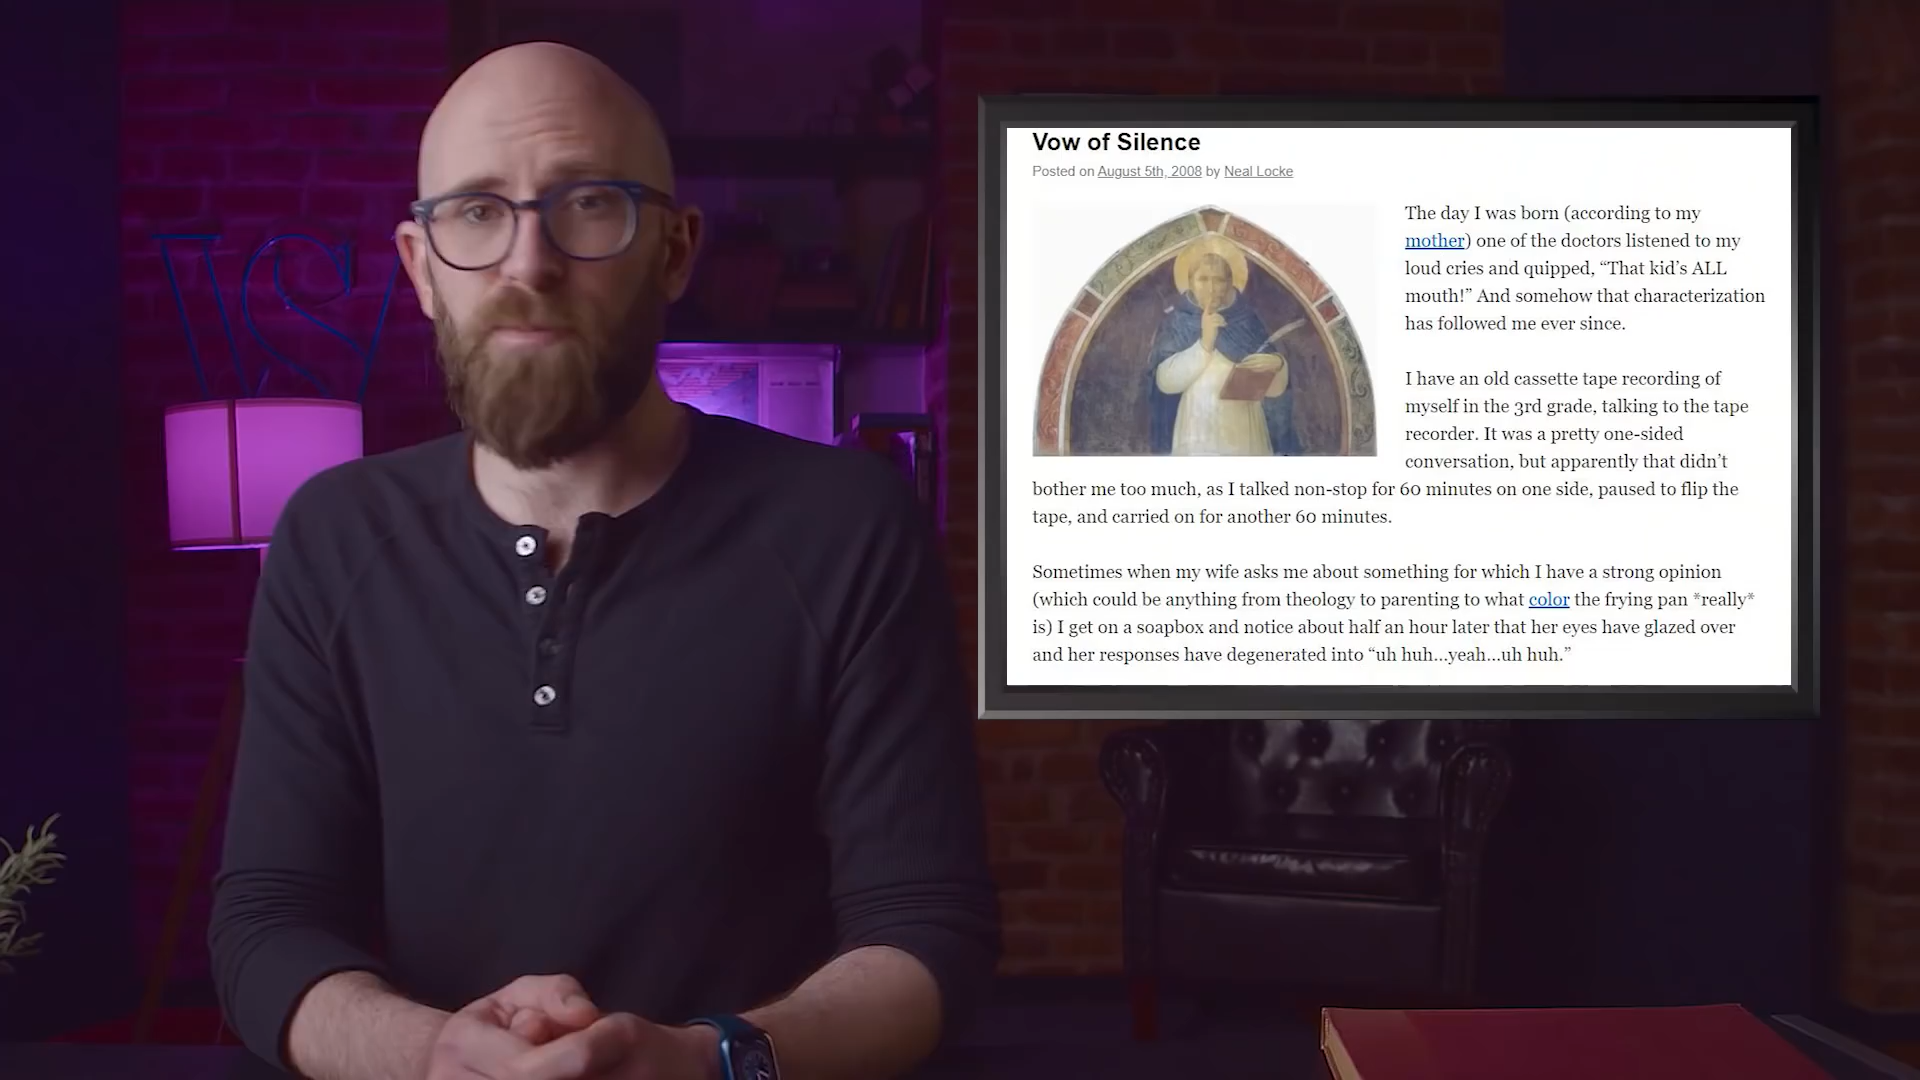 Vow of Silence
Posted on August 5th, 2008 by Neal Locke
The day I was born (according to my
mother) one of the doctors listened to my
loud cries and quipped, “That kid’s ALL
mouth!” And somehow that characterization
has followed me ever since.
I have an old cassette tape recording of
myself in the 3rd grade, talking to the tape
recorder. It was a pretty one-sided
conversation, but apparently that didn’t
bother me too much, as I talked non-stop for 60 minutes on one side, paused to flip the
tape, and carried on for another 60 minutes.
Sometimes when my wife asks me about something for which I have a strong opinion
(which could be anything from theology to parenting to what color the frying pan *really*
is) I get on a soapbox and notice about half an hour later that her eyes have glazed over
and her responses have degenerated into “uh huh…yeah…uh huh.”